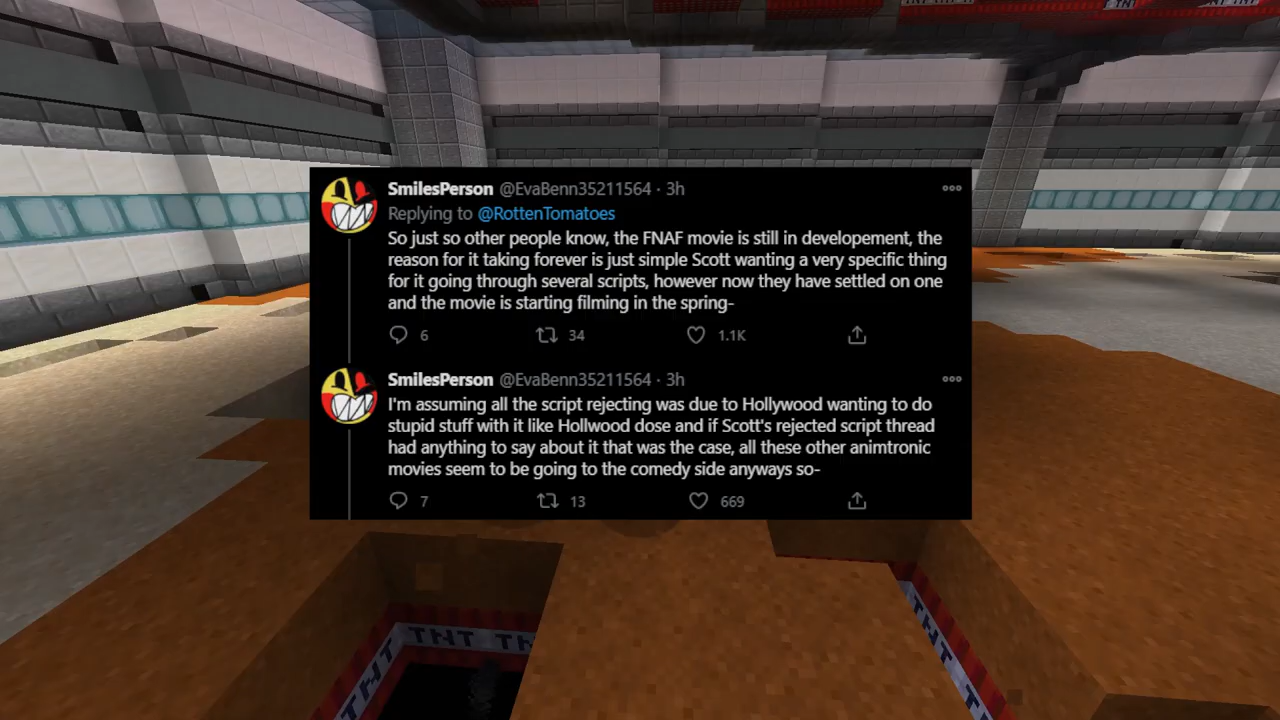 SmilesPerson @EvaBenn35211564 · 3h
Replying to @RottenTomatoes
So just so other people know, the FNAF movie is still in developement, the
reason for it taking forever is just simple Scott wanting a very specific thing
for it going through several scripts, however now they have settled on one
and the movie is starting filming in the spring-
6 34 1.1K
SmilesPerson @EvaBenn35211564 · 3h
I'm assuming all the script rejecting was due to Hollywood wanting to do
stupid stuff with it like Hollwood dose and if Scott's rejected script thread
had anything to say about it that was the case, all these other animtronic
movies seem to be going to the comedy side anyways so-
7 13 669
TNT TN
TNT
TNT